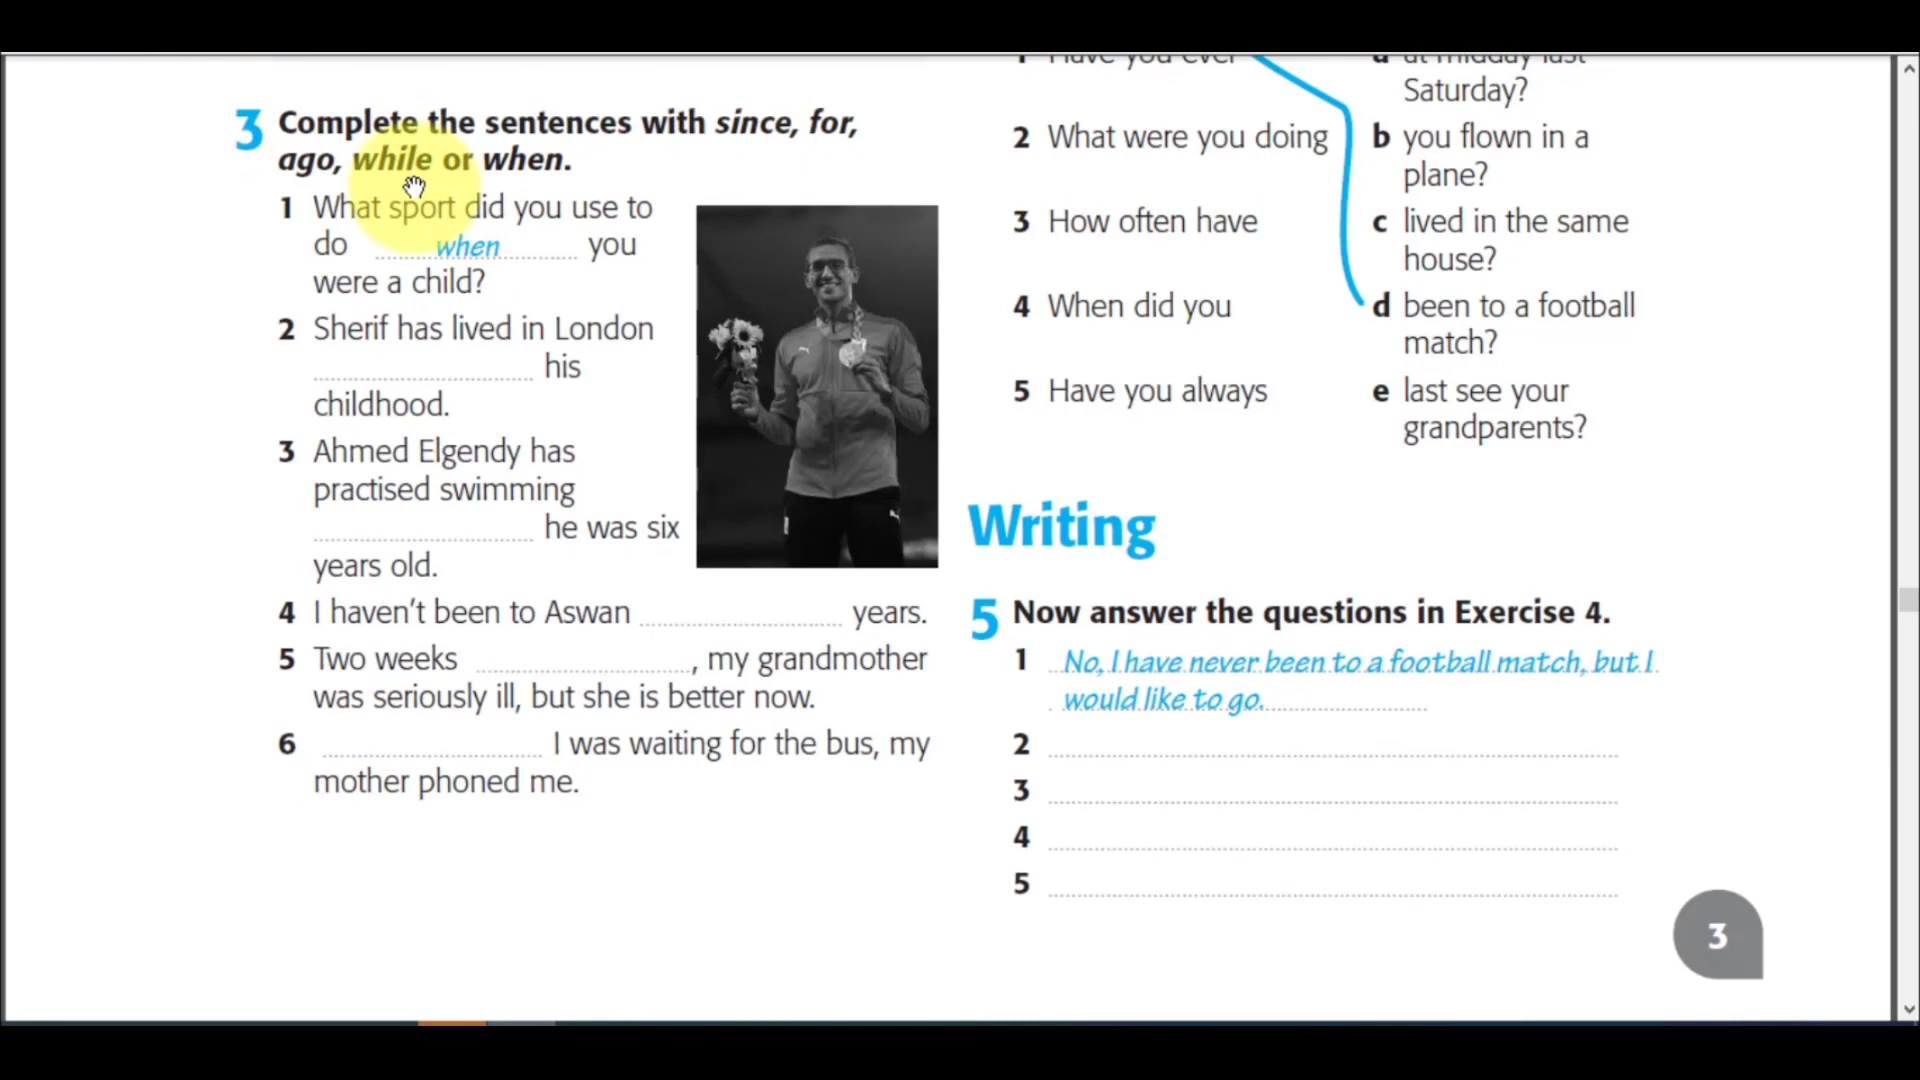 3 Complete the sentences with since, for,
ago, while or when.
1 What sport did you use to
do when you
were a child?
2 Sherif has lived in London
his
childhood.
3 Ahmed Elgendy has
practised swimming
he was six
years old.
4 I haven't been to Aswan years.
5 Two weeks , my grandmother
was seriously ill, but she is better now.
6 I was waiting for the bus, my
mother phoned me.
1 Have you ever
a at midday last
Saturday?
2 What were you doing
b you flown in a
plane?
3 How often have
c lived in the same
house?
4 When did you
d been to a football
match?
5 Have you always
e last see your
grandparents?
Writing
5 Now answer the questions in Exercise 4.
1 No, I have never been to a football match, but I
would like to go.
2
3
4
5
3